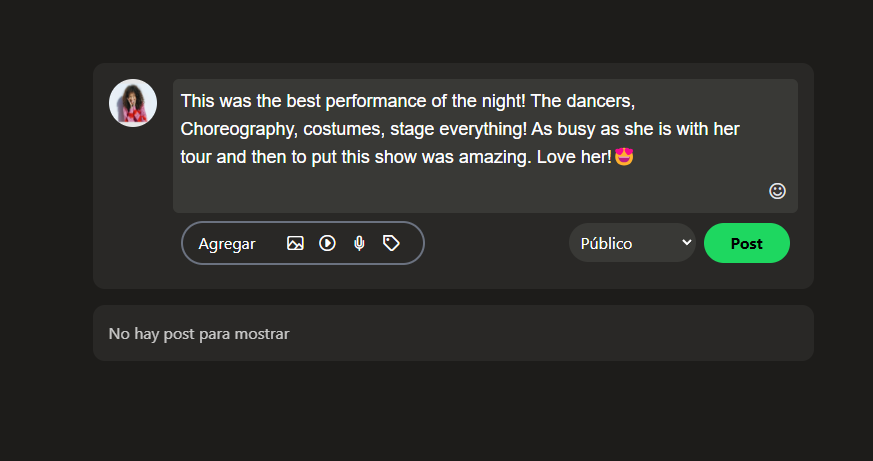 This was the best performance of the night! The dancers,
Choreography, costumes, stage everything! As busy as she is with her
tour and then to put this show was amazing. Love her!😍
Agregar
Público
Post
No hay post para mostrar